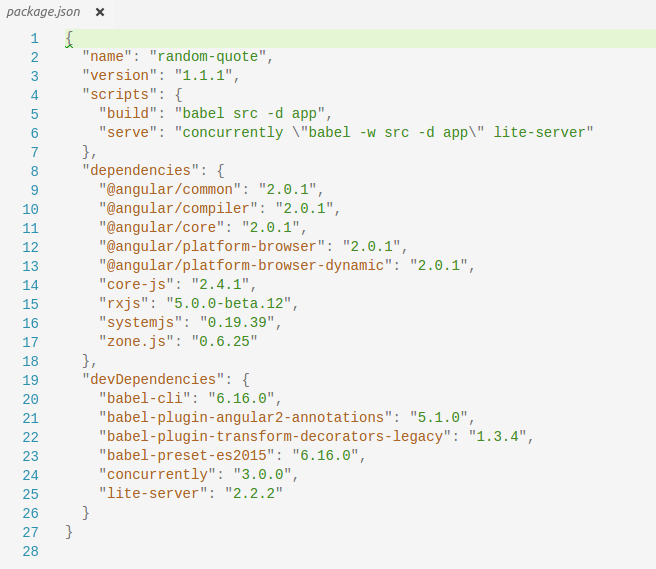 package.json ×
1 {
2   "name": "random-quote",
3   "version": "1.1.1",
4   "scripts": {
5     "build": "babel src -d app",
6     "serve": "concurrently \"babel -w src -d app\" lite-server"
7   },
8   "dependencies": {
9     "@angular/common": "2.0.1",
10     "@angular/compiler": "2.0.1",
11     "@angular/core": "2.0.1",
12     "@angular/platform-browser": "2.0.1",
13     "@angular/platform-browser-dynamic": "2.0.1",
14     "core-js": "2.4.1",
15     "rxjs": "5.0.0-beta.12",
16     "systemjs": "0.19.39",
17     "zone.js": "0.6.25"
18   },
19   "devDependencies": {
20     "babel-cli": "6.16.0",
21     "babel-plugin-angular2-annotations": "5.1.0",
22     "babel-plugin-transform-decorators-legacy": "1.3.4",
23     "babel-preset-es2015": "6.16.0",
24     "concurrently": "3.0.0",
25     "lite-server": "2.2.2"
26   }
27 }
28